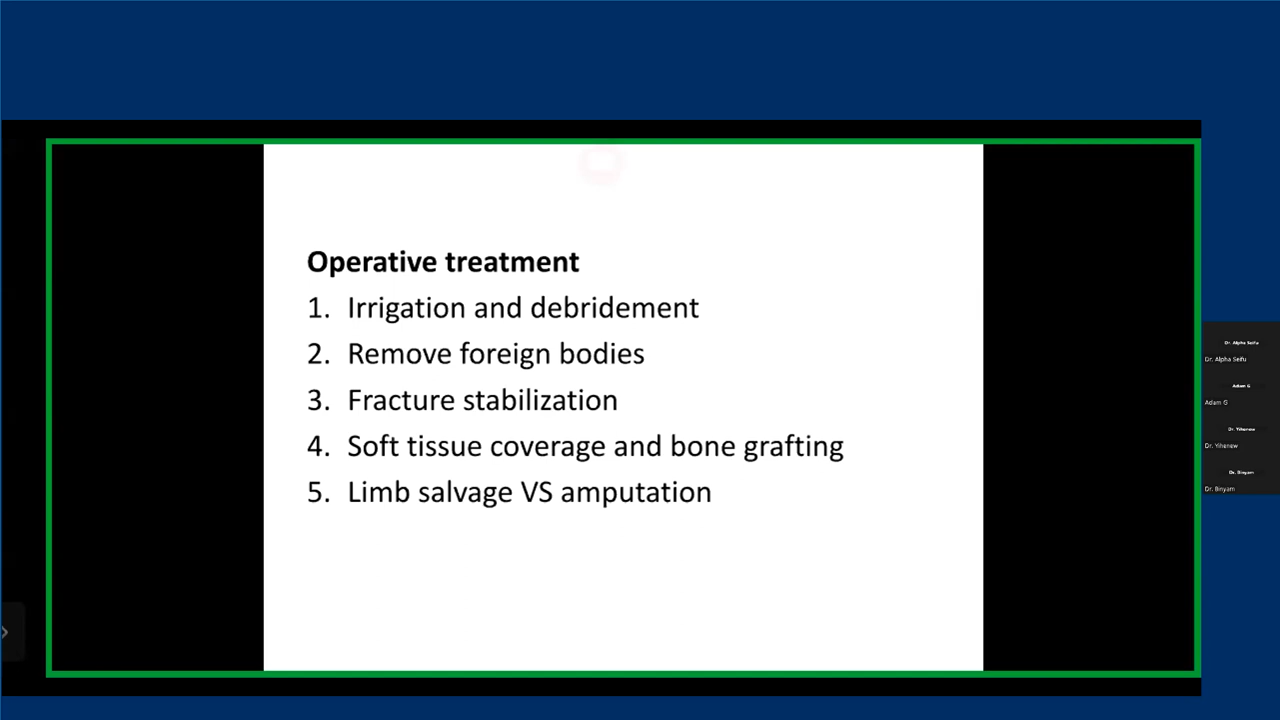 Operative treatment
1. Irrigation and debridement
2. Remove foreign bodies
3. Fracture stabilization
4. Soft tissue coverage and bone grafting
5. Limb salvage VS amputation
Dr. Alpha Seifu
Dr. Alpha Seifu
Adam G
Adam G
Dr. Yihenew
Dr. Yihenew
Dr. Binyam
Dr. Binyam